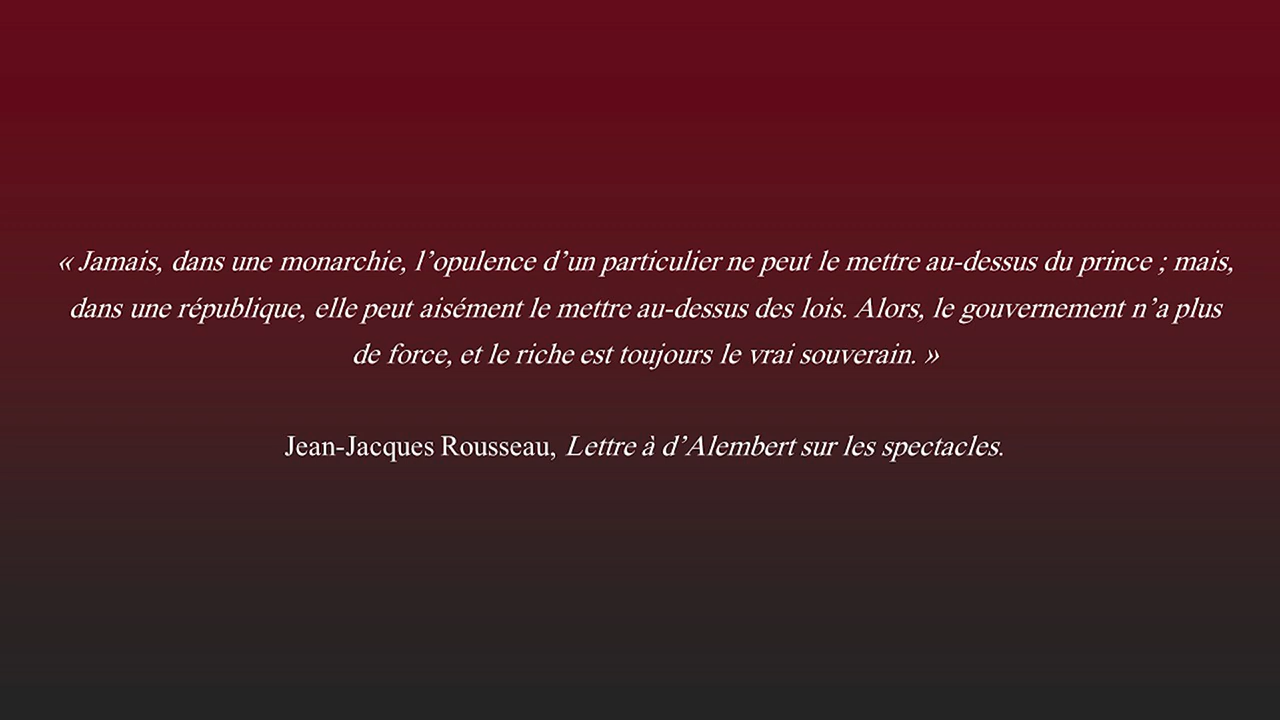 « Jamais, dans une monarchie, l’opulence d’un particulier ne peut le mettre au-dessus du prince ; mais,
dans une république, elle peut aisément le mettre au-dessus des lois. Alors, le gouvernement n’a plus
de force, et le riche est toujours le vrai souverain. »
Jean-Jacques Rousseau, Lettre à d’Alembert sur les spectacles.